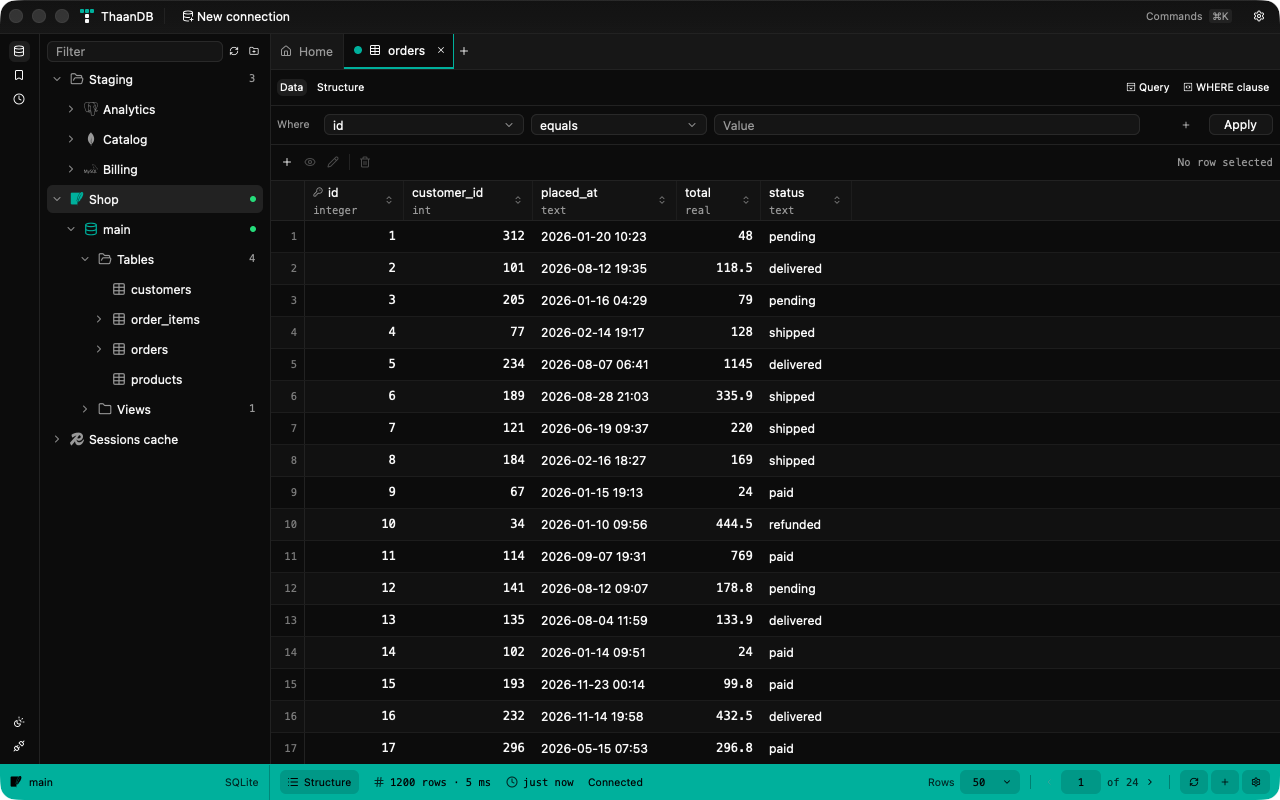 ThaanDB New connection Commands ⌘K
Filter
Staging 3
Analytics
Catalog
Billing
Shop
main
Tables 4
customers
order_items
orders
products
Views 1
Sessions cache
Home orders × +
Data Structure Query WHERE clause
Where id equals Value + Apply
+ No row selected
id customer_id placed_at total status
integer int text real text
1 1 312 2026-01-20 10:23 48 pending
2 2 101 2026-08-12 19:35 118.5 delivered
3 3 205 2026-01-16 04:29 79 pending
4 4 77 2026-02-14 19:17 128 shipped
5 5 234 2026-08-07 06:41 1145 delivered
6 6 189 2026-08-28 21:03 335.9 shipped
7 7 121 2026-06-19 09:37 220 shipped
8 8 184 2026-02-16 18:27 169 shipped
9 9 67 2026-01-15 19:13 24 paid
10 10 34 2026-01-10 09:56 444.5 refunded
11 11 114 2026-09-07 19:31 769 paid
12 12 141 2026-08-12 09:07 178.8 pending
13 13 135 2026-08-04 11:59 133.9 delivered
14 14 102 2026-01-14 09:51 24 paid
15 15 193 2026-11-23 00:14 99.8 paid
16 16 232 2026-11-14 19:58 432.5 delivered
17 17 296 2026-05-15 07:53 296.8 paid
main SQLite Structure # 1200 rows · 5 ms just now Connected Rows 50 1 of 24 +